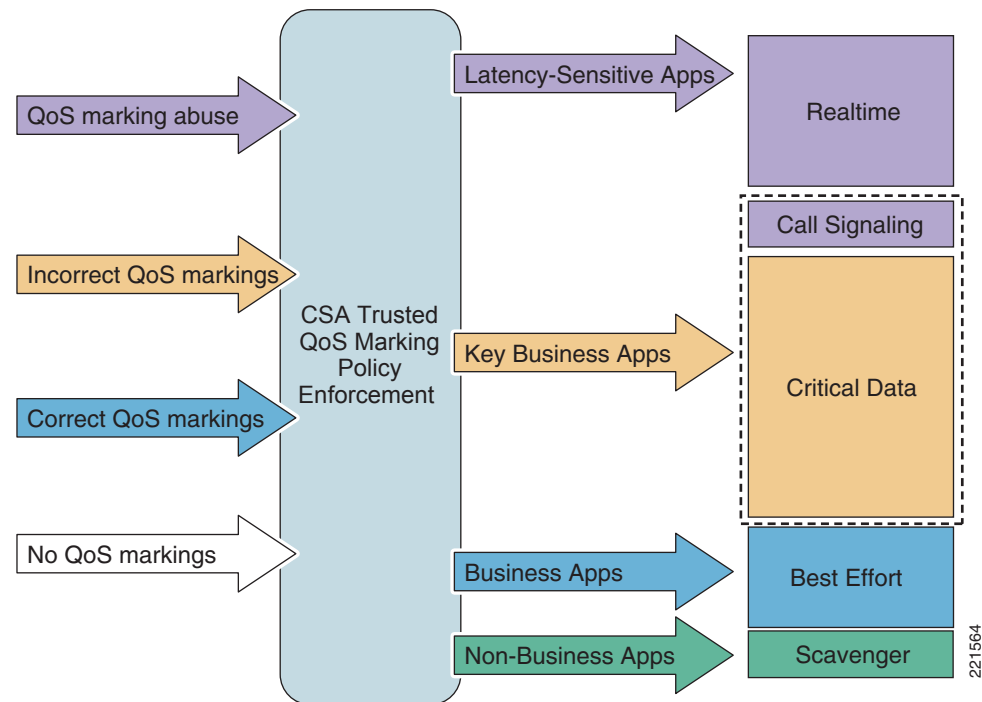 QoS marking abuse
Incorrect QoS markings
Correct QoS markings
No QoS markings
CSA Trusted
QoS Marking
Policy
Enforcement
Latency-Sensitive Apps
Key Business Apps
Business Apps
Non-Business Apps
Realtime
Call Signaling
Critical Data
Best Effort
Scavenger
221564